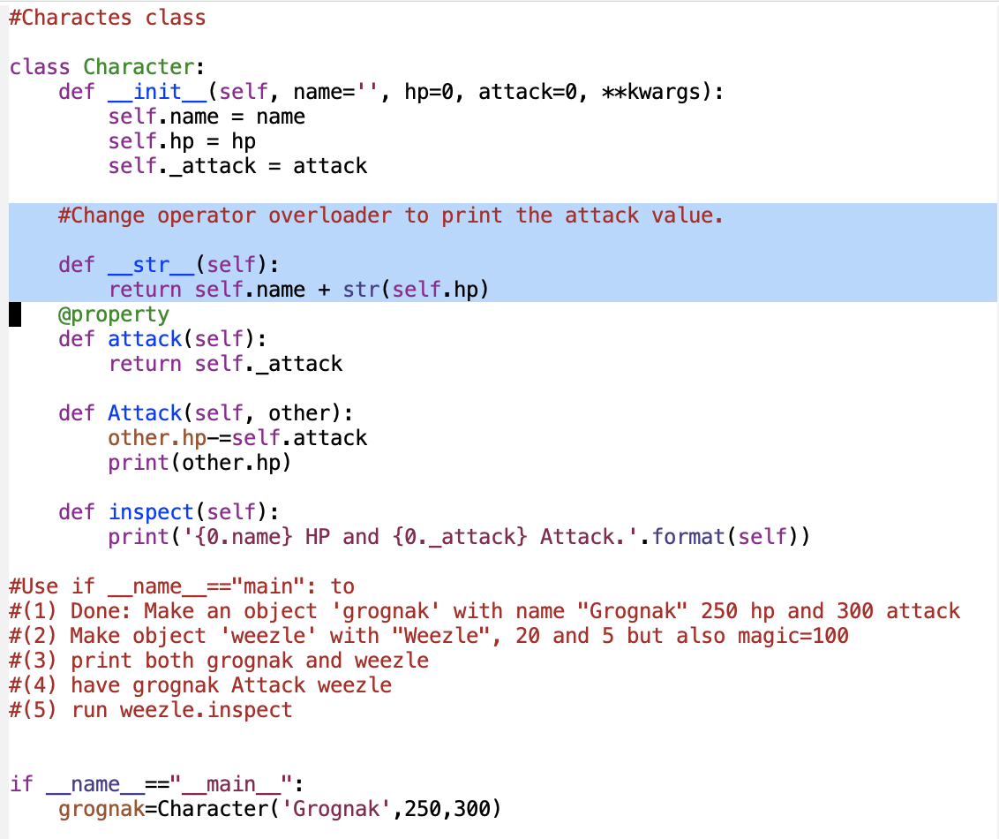 #Charactes class
class Character:
    def __init__(self, name='', hp=0, attack=0, **kwargs):
        self.name = name
        self.hp = hp
        self._attack = attack
    #Change operator overloader to print the attack value.
    def __str__(self):
        return self.name + str(self.hp)
    @property
    def attack(self):
        return self._attack
    def Attack(self, other):
        other.hp-=self.attack
        print(other.hp)
    def inspect(self):
        print('{0.name} HP and {0._attack} Attack.'.format(self))
#Use if __name__=="main": to
#(1) Done: Make an object 'grognak' with name "Grognak" 250 hp and 300 attack
#(2) Make object 'weezle' with "Weezle", 20 and 5 but also magic=100
#(3) print both grognak and weezle
#(4) have grognak Attack weezle
#(5) run weezle.inspect
if __name__=="__main__":
    grognak=Character('Grognak',250,300)